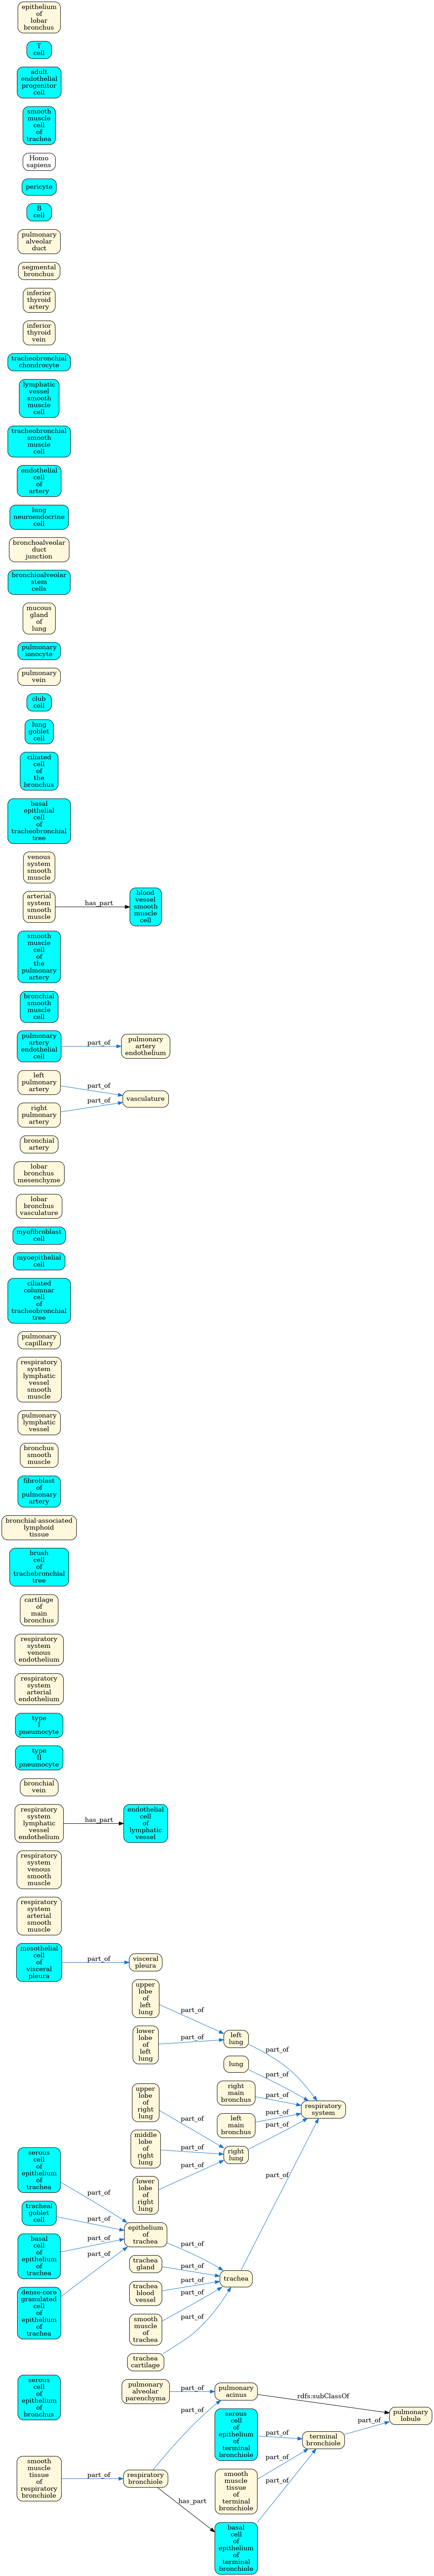 epithelium
of
lobar
bronchus
T
cell
adult
endothelial
progenitor
cell
smooth
muscle
cell
of
trachea
Homo
sapiens
pericyte
B
cell
pulmonary
alveolar
duct
segmental
bronchus
inferior
thyroid
artery
inferior
thyroid
vein
tracheobronchial
chondrocyte
lymphatic
vessel
smooth
muscle
cell
tracheobronchial
smooth
muscle
cell
endothelial
cell
of
artery
lung
neuroendocrine
cell
bronchoalveolar
duct
junction
bronchioalveolar
stem
cells
mucous
gland
of
lung
pulmonary
ionocyte
pulmonary
vein
club
cell
lung
goblet
cell
ciliated
cell
of
the
bronchus
basal
epithelial
cell
of
tracheobronchial
tree
venous
system
smooth
muscle
arterial
system
smooth
muscle
has_part
blood
vessel
smooth
muscle
cell
smooth
muscle
cell
of
the
pulmonary
artery
bronchial
smooth
muscle
cell
pulmonary
artery
endothelial
cell
part_of
pulmonary
artery
endothelium
left
pulmonary
artery
part_of
vasculature
right
pulmonary
artery
part_of
bronchial
artery
lobar
bronchus
mesenchyme
lobar
bronchus
vasculature
myofibroblast
cell
myoepithelial
cell
ciliated
columnar
cell
of
tracheobronchial
tree
pulmonary
capillary
respiratory
system
lymphatic
vessel
smooth
muscle
pulmonary
lymphatic
vessel
bronchus
smooth
muscle
fibroblast
of
pulmonary
artery
bronchial-associated
lymphoid
tissue
brush
cell
of
trachebronchial
tree
cartilage
of
main
bronchus
respiratory
system
venous
endothelium
respiratory
system
arterial
endothelium
type
I
pneumocyte
type
II
pneumocyte
bronchial
vein
respiratory
system
lymphatic
vessel
endothelium
has_part
endothelial
cell
of
lymphatic
vessel
respiratory
system
venous
smooth
muscle
respiratory
system
arterial
smooth
muscle
mesothelial
cell
of
visceral
pleura
part_of
visceral
pleura
upper
lobe
of
left
lung
part_of
lower
lobe
of
left
lung
part_of
left
lung
part_of
lung
part_of
right
main
bronchus
part_of
left
main
bronchus
part_of
respiratory
system
upper
lobe
of
right
lung
part_of
middle
lobe
of
right
lung
part_of
right
lung
part_of
lower
lobe
of
right
lung
part_of
serous
cell
of
epithelium
of
trachea
part_of
tracheal
goblet
cell
part_of
basal
cell
of
epithelium
of
trachea
part_of
dense-core
granulated
cell
of
epithelium
of
trachea
part_of
epithelium
of
trachea
part_of
trachea
gland
part_of
trachea
blood
vessel
part_of
smooth
muscle
of
trachea
part_of
trachea
cartilage
part_of
trachea
part_of
serous
cell
of
epithelium
of
bronchus
pulmonary
alveolar
parenchyma
part_of
pulmonary
acinus
rdfs:subClassOf
pulmonary
lobule
smooth
muscle
tissue
of
respiratory
bronchiole
part_of
respiratory
bronchiole
part_of
has_part
serous
cell
of
epithelium
of
terminal
bronchiole
part_of
terminal
bronchiole
part_of
smooth
muscle
tissue
of
terminal
bronchiole
part_of
basal
cell
of
epithelium
of
terminal
bronchiole
part_of